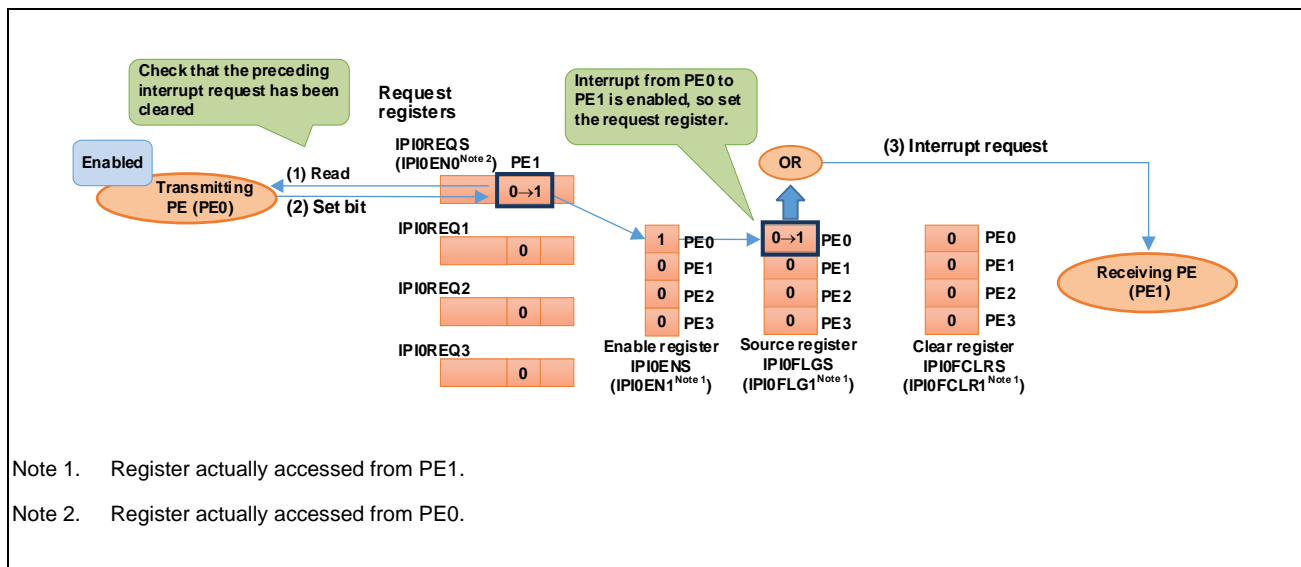 Check that the preceding
interrupt request has been
cleared
Request
registers
Interrupt from PE0 to
PE1 is enabled, so set
the request register.
Enabled
Transmitting
PE (PE0)
(1) Read
(2) Set bit
IPI0REQS
(IPI0EN0Note 2)
PE1
0→1
IPI0REQ1
0
IPI0REQ2
0
IPI0REQ3
0
1 PE0
0 PE1
0 PE2
0 PE3
Enable register
IPI0ENS
(IPI0EN1Note 1)
OR
0→1 PE0
0 PE1
0 PE2
0 PE3
Source register
IPI0FLGS
(IPI0FLG1Note 1)
(3) Interrupt request
0 PE0
0 PE1
0 PE2
0 PE3
Clear register
IPI0FCLRS
(IPI0FCLR1Note 1)
Receiving PE
(PE1)
Note 1. Register actually accessed from PE1.
Note 2. Register actually accessed from PE0.